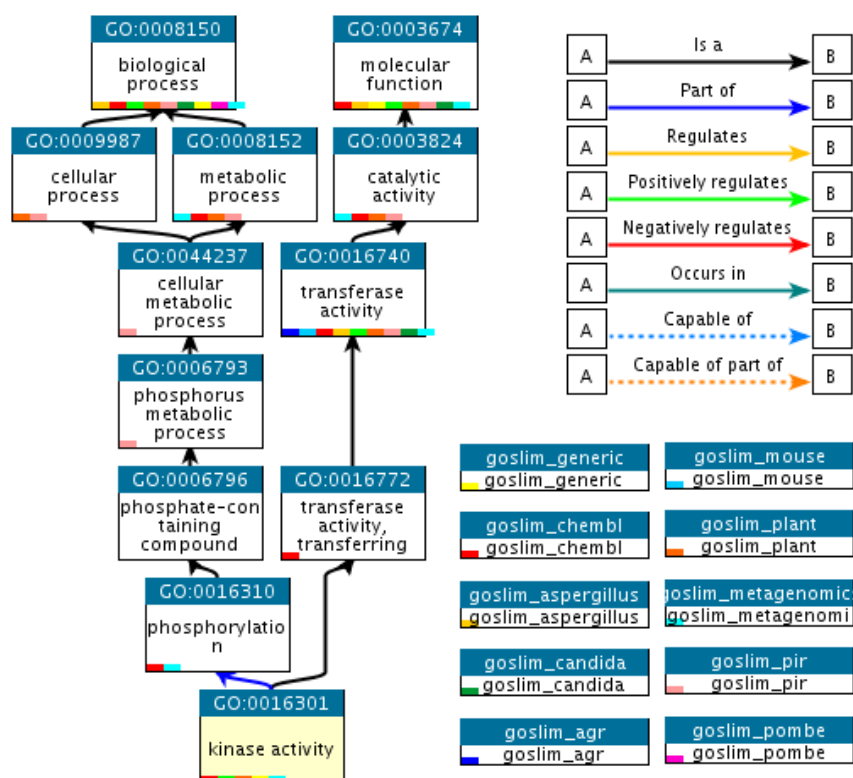 GO:0008150
biological
process
GO:0003674
molecular
function
GO:0009987
cellular
process
GO:0008152
metabolic
process
GO:0003824
catalytic
activity
GO:0044237
cellular
metabolic
process
GO:0016740
transferase
activity
GO:0006793
phosphorus
metabolic
process
GO:0006796
phosphate-con
taining
compound
GO:0016772
transferase
activity,
transferring
GO:0016310
phosphorylatio
n
GO:0016301
kinase activity
A Is a B
A Part of B
A Regulates B
A Positively regulates B
A Negatively regulates B
A Occurs in B
A Capable of B
A Capable of part of B
goslim_generic
goslim_generic
goslim_mouse
goslim_mouse
goslim_chembl
goslim_chembl
goslim_plant
goslim_plant
goslim_aspergillus
goslim_aspergillus
goslim_metagenomics
goslim_metagenomi
goslim_candida
goslim_candida
goslim_pir
goslim_pir
goslim_agr
goslim_agr
goslim_pombe
goslim_pombe